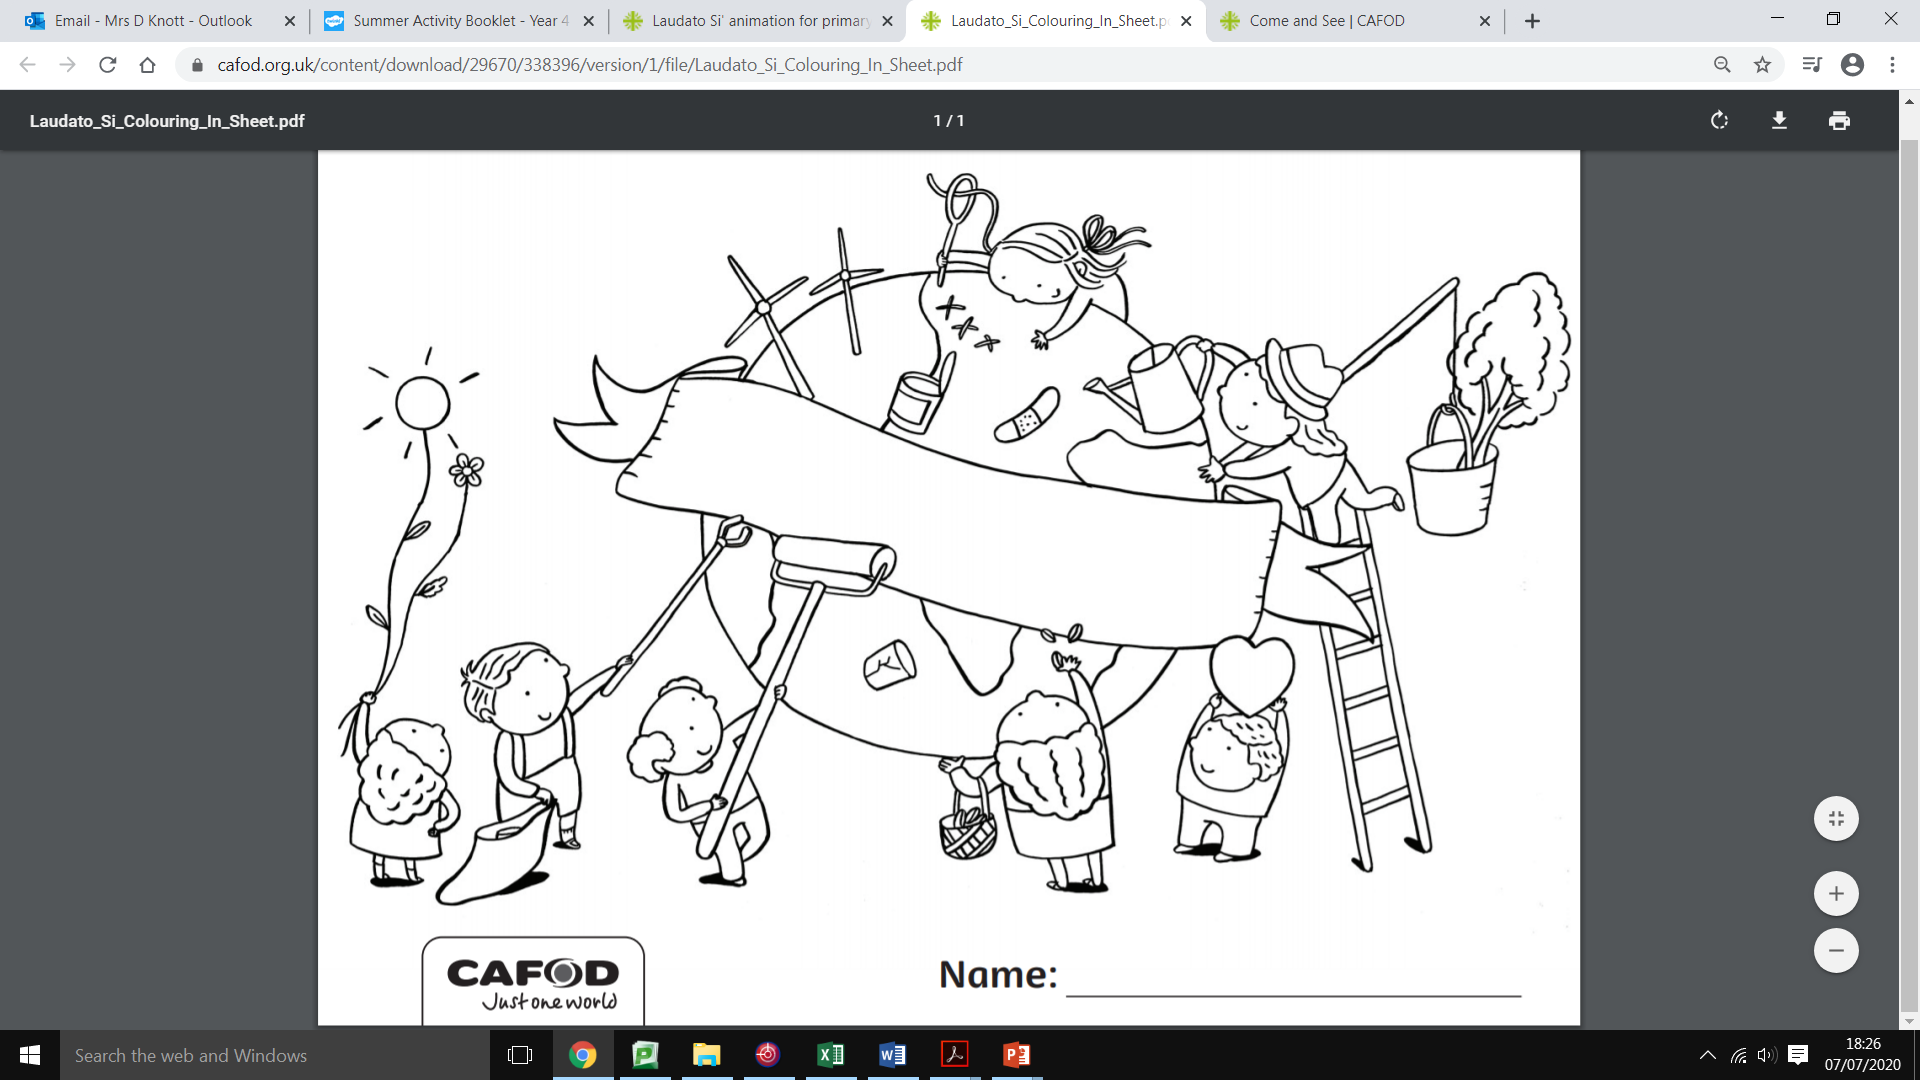 Email - Mrs D Knott - Outlook
Summer Activity Booklet - Year 4
Laudato Si' animation for primary
Laudato_Si_Colouring_In_Sheet.p
Come and See | CAFOD
cafod.org.uk/content/download/29670/338396/version/1/file/Laudato_Si_Colouring_In_Sheet.pdf
Laudato_Si_Colouring_In_Sheet.pdf
1 / 1
CAFOD
Just one world
Name:
Search the web and Windows
18:26
07/07/2020